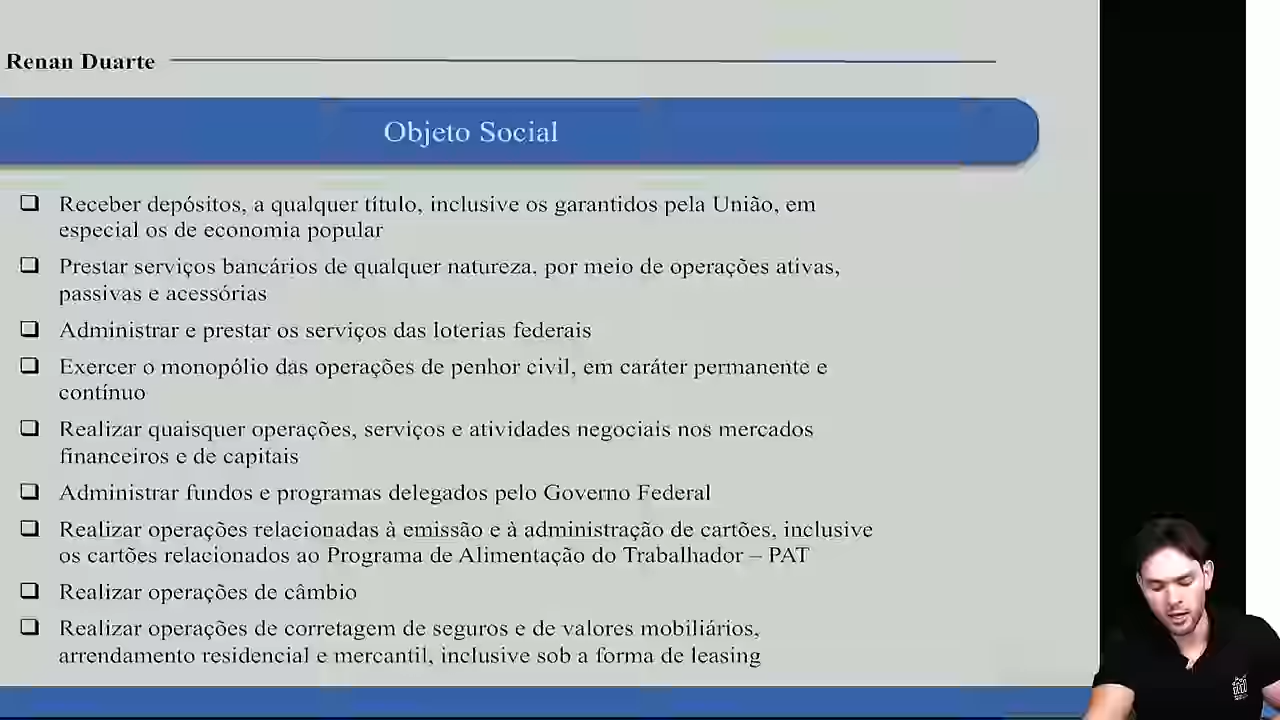 Renan Duarte
Objeto Social
❑ Receber depósitos, a qualquer título, inclusive os garantidos pela União, em
especial os de economia popular
❑ Prestar serviços bancários de qualquer natureza, por meio de operações ativas,
passivas e acessórias
❑ Administrar e prestar os serviços das loterias federais
❑ Exercer o monopólio das operações de penhor civil, em caráter permanente e
contínuo
❑ Realizar quaisquer operações, serviços e atividades negociais nos mercados
financeiros e de capitais
❑ Administrar fundos e programas delegados pelo Governo Federal
❑ Realizar operações relacionadas à emissão e à administração de cartões, inclusive
os cartões relacionados ao Programa de Alimentação do Trabalhador – PAT
❑ Realizar operações de câmbio
❑ Realizar operações de corretagem de seguros e de valores mobiliários,
arrendamento residencial e mercantil, inclusive sob a forma de leasing